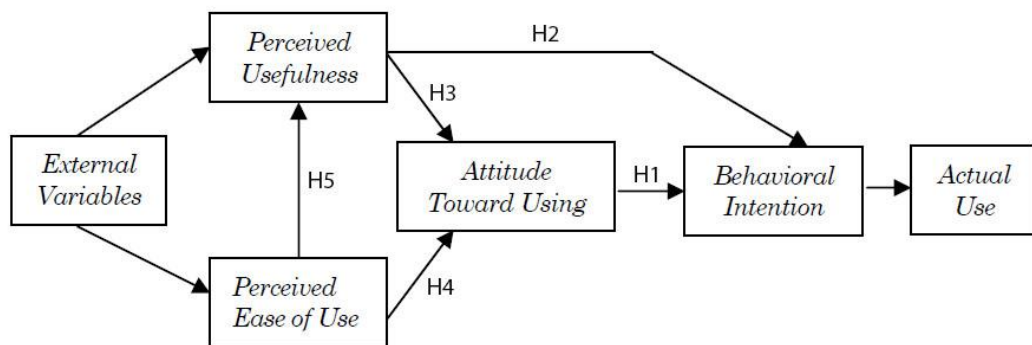 Perceived
Usefulness
H2
H3
External
Variables
H5
Attitude
Toward Using
H1
Behavioral
Intention
Actual
Use
Perceived
Ease of Use
H4